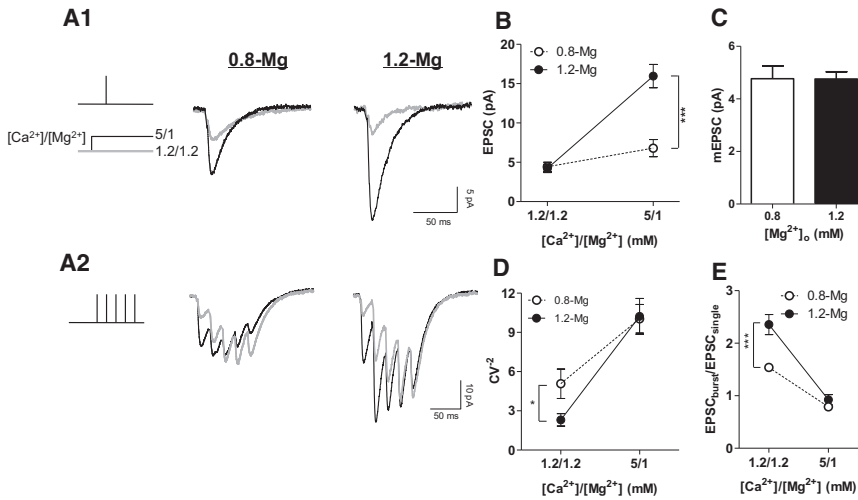 A1
0.8-Mg
1.2-Mg
[Ca²⁺]/[Mg²⁺]
5/1
1.2/1.2
5 pA
50 ms
A2
10 pA
50 ms
B
0.8-Mg
1.2-Mg
EPSC (pA)
20
15
10
5
0
***
1.2/1.2
5/1
[Ca²⁺]/[Mg²⁺] (mM)
C
mEPSC (pA)
6
4
2
0
0.8
1.2
[Mg²⁺]ₒ (mM)
D
0.8-Mg
1.2-Mg
CV⁻²
12
9
6
3
0
*
1.2/1.2
5/1
[Ca²⁺]/[Mg²⁺] (mM)
E
0.8-Mg
1.2-Mg
EPSC_burst/EPSC_single
3
2
1
0
***
1.2/1.2
5/1
[Ca²⁺]/[Mg²⁺] (mM)